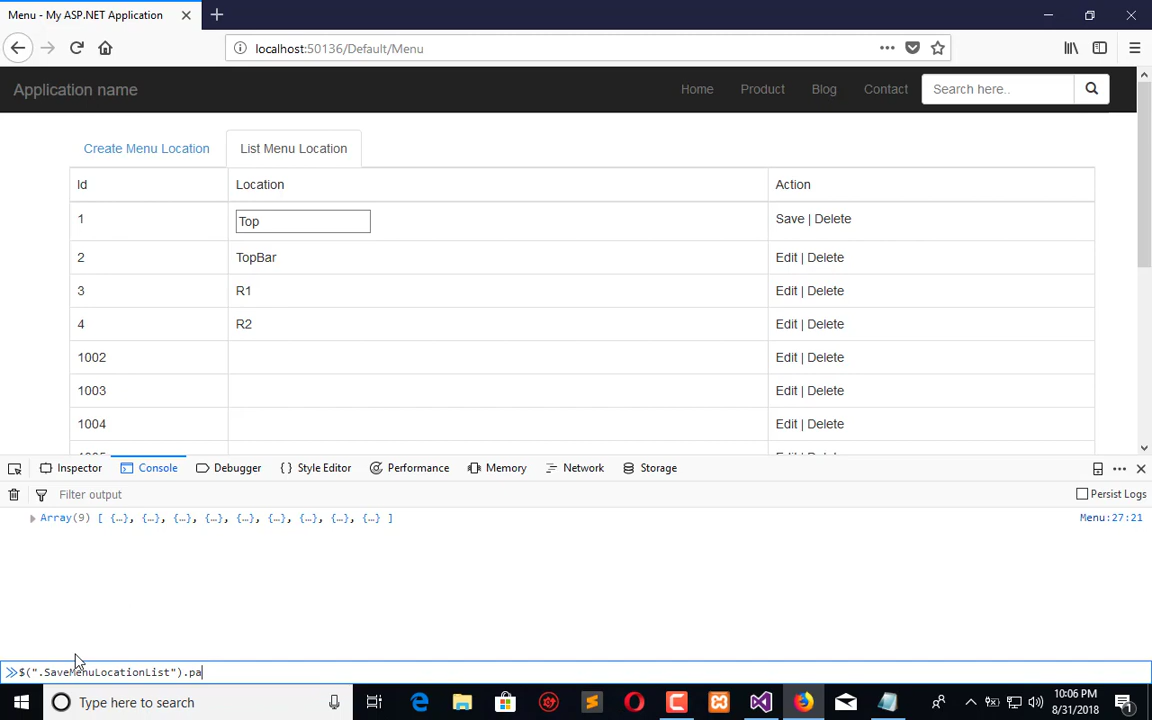 Menu - My ASP.NET Application
localhost:50136/Default/Menu
Application name
Home Product Blog Contact Search here..
Create Menu Location List Menu Location
Id Location Action
1 Top Save | Delete
2 TopBar Edit | Delete
3 R1 Edit | Delete
4 R2 Edit | Delete
1002 Edit | Delete
1003 Edit | Delete
1004 Edit | Delete
1005 Edit | Delete
Inspector Console Debugger { } Style Editor Performance Memory Network Storage
Filter output Persist Logs
Array(9) [ {…}, {…}, {…}, {…}, {…}, {…}, {…}, {…}, {…} ] Menu:27:21
$(".SaveMenuLocationList").pa
Type here to search
10:06 PM
8/31/2018
1